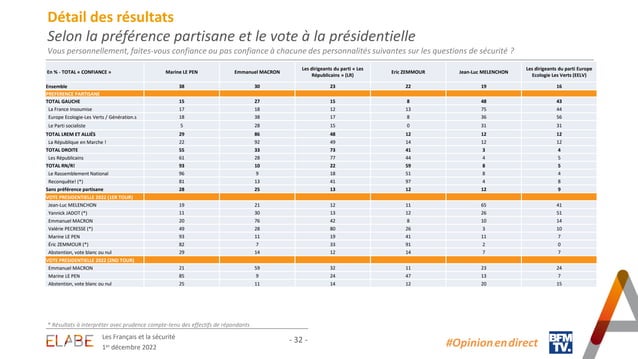 Détail des résultats
Selon la préférence partisane et le vote à la présidentielle
Vous personnellement, faites-vous confiance ou pas confiance à chacune des personnalités suivantes sur les questions de sécurité ?
En % - TOTAL « CONFIANCE » Marine LE PEN Emmanuel MACRON Les dirigeants du parti « Les Républicains » (LR) Eric ZEMMOUR Jean-Luc MELENCHON Les dirigeants du parti Europe Ecologie Les Verts (EELV)
Ensemble 38 30 23 22 19 16
PREFERENCE PARTISANE
TOTAL GAUCHE 15 27 15 8 48 43
La France Insoumise 17 18 12 13 75 44
Europe Ecologie-Les Verts / Génération.s 18 38 17 8 36 56
Le Parti socialiste 5 28 15 0 31 31
TOTAL LREM ET ALLIÉS 29 86 48 12 12 12
La République en Marche ! 22 92 49 14 12 12
TOTAL DROITE 55 33 73 41 3 4
Les Républicains 61 28 77 44 4 5
TOTAL RN/R! 93 10 22 59 8 5
Le Rassemblement National 96 9 18 51 8 4
Reconquête! (*) 81 13 41 97 4 8
Sans préférence partisane 28 25 13 12 12 9
VOTE PRESIDENTIELLE 2022 (1ER TOUR)
Jean-Luc MELENCHON 19 21 12 11 65 41
Yannick JADOT (*) 11 30 13 12 26 51
Emmanuel MACRON 20 76 42 8 10 14
Valérie PECRESSE (*) 49 28 80 26 3 10
Marine LE PEN 93 11 19 41 11 7
Éric ZEMMOUR (*) 82 7 33 91 2 0
Abstention, vote blanc ou nul 29 14 12 14 7 7
VOTE PRESIDENTIELLE 2022 (2ND TOUR)
Emmanuel MACRON 21 59 32 11 23 24
Marine LE PEN 85 9 24 47 13 7
Abstention, vote blanc ou nul 25 11 14 12 20 15
* Résultats à interpréter avec prudence compte-tenu des effectifs de répondants
ELABE
Les Français et la sécurité
1er décembre 2022
- 32 -
#Opinion en direct
BFM TV.